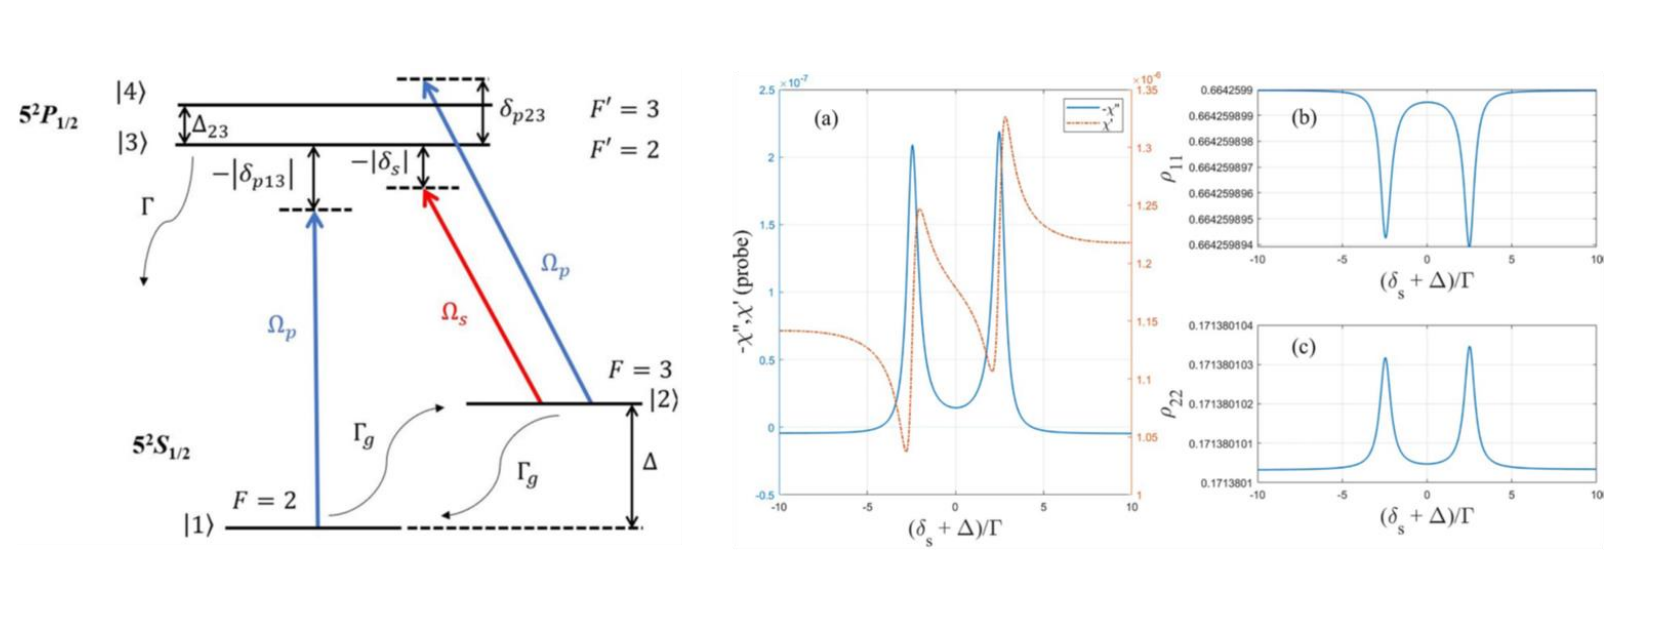 |4⟩
5²P₁/₂
Δ₂₃
δₚ₂₃
F′ = 3
|3⟩
F′ = 2
−|δₚ₁₃|
−|δₛ|
Γ
Ωₚ
Ωₛ
Ωₚ
F = 3
|2⟩
Γg
5²S₁/₂
Γg
Δ
F = 2
|1⟩
×10⁻⁷
×10⁻⁶
(a)
-χ"
χ'
2.5
2
1.5
1
0.5
0
-0.5
1.35
1.3
1.25
1.2
1.15
1.1
1.05
1
-χ",χ' (probe)
-10 -5 0 5 10
(δₛ + Δ)/Γ
(b)
0.6642599
0.664259899
0.664259898
0.664259897
0.664259896
0.664259895
0.664259894
ρ₁₁
-10 -5 0 5 10
(δₛ + Δ)/Γ
(c)
0.171380104
0.171380103
0.171380102
0.171380101
0.1713801
ρ₂₂
-10 -5 0 5 10
(δₛ + Δ)/Γ